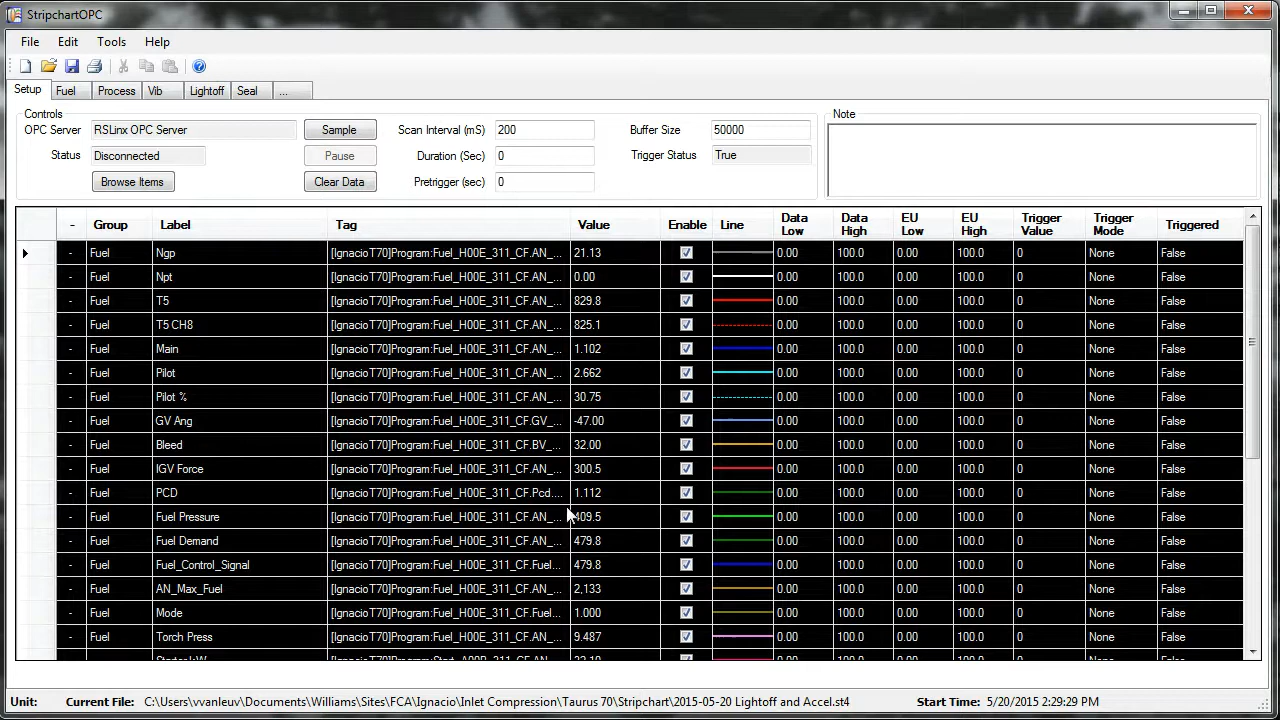 StripchartOPC
File Edit Tools Help
Setup Fuel Process Vib Lightoff Seal ...
Controls
OPC Server RSLinx OPC Server Sample Scan Interval (mS) 200 Buffer Size 50000
Status Disconnected Pause Duration (Sec) 0 Trigger Status True
Browse Items Clear Data Pretrigger (sec) 0
Note
- Group Label Tag Value Enable Line Data Low Data High EU Low EU High Trigger Value Trigger Mode Triggered
- Fuel Ngp [IgnacioT70]Program:Fuel_H00E_311_CF.AN_... 21.13 0.00 100.0 0.00 100.0 0 None False
- Fuel Npt [IgnacioT70]Program:Fuel_H00E_311_CF.AN_... 0.00 0.00 100.0 0.00 100.0 0 None False
- Fuel T5 [IgnacioT70]Program:Fuel_H00E_311_CF.AN_... 829.8 0.00 100.0 0.00 100.0 0 None False
- Fuel T5 CH8 [IgnacioT70]Program:Fuel_H00E_311_CF.AN_... 825.1 0.00 100.0 0.00 100.0 0 None False
- Fuel Main [IgnacioT70]Program:Fuel_H00E_311_CF.AN_... 1.102 0.00 100.0 0.00 100.0 0 None False
- Fuel Pilot [IgnacioT70]Program:Fuel_H00E_311_CF.AN_... 2.662 0.00 100.0 0.00 100.0 0 None False
- Fuel Pilot % [IgnacioT70]Program:Fuel_H00E_311_CF.AN_... 30.75 0.00 100.0 0.00 100.0 0 None False
- Fuel GV Ang [IgnacioT70]Program:Fuel_H00E_311_CF.GV_... -47.00 0.00 100.0 0.00 100.0 0 None False
- Fuel Bleed [IgnacioT70]Program:Fuel_H00E_311_CF.BV_... 32.00 0.00 100.0 0.00 100.0 0 None False
- Fuel IGV Force [IgnacioT70]Program:Fuel_H00E_311_CF.AN_... 300.5 0.00 100.0 0.00 100.0 0 None False
- Fuel PCD [IgnacioT70]Program:Fuel_H00E_311_CF.Pcd.... 1.112 0.00 100.0 0.00 100.0 0 None False
- Fuel Fuel Pressure [IgnacioT70]Program:Fuel_H00E_311_CF.AN_... 409.5 0.00 100.0 0.00 100.0 0 None False
- Fuel Fuel Demand [IgnacioT70]Program:Fuel_H00E_311_CF.AN_... 479.8 0.00 100.0 0.00 100.0 0 None False
- Fuel Fuel_Control_Signal [IgnacioT70]Program:Fuel_H00E_311_CF.Fuel... 479.8 0.00 100.0 0.00 100.0 0 None False
- Fuel AN_Max_Fuel [IgnacioT70]Program:Fuel_H00E_311_CF.AN_... 2,133 0.00 100.0 0.00 100.0 0 None False
- Fuel Mode [IgnacioT70]Program:Fuel_H00E_311_CF.Fuel... 1.000 0.00 100.0 0.00 100.0 0 None False
- Fuel Torch Press [IgnacioT70]Program:Fuel_H00E_311_CF.AN_... 9.487 0.00 100.0 0.00 100.0 0 None False
Unit: Current File: C:\Users\vvanleuv\Documents\Williams\Sites\FCA\Ignacio\Inlet Compression\Taurus 70\Stripchart\2015-05-20 Lightoff and Accel.st4 Start Time: 5/20/2015 2:29:29 PM